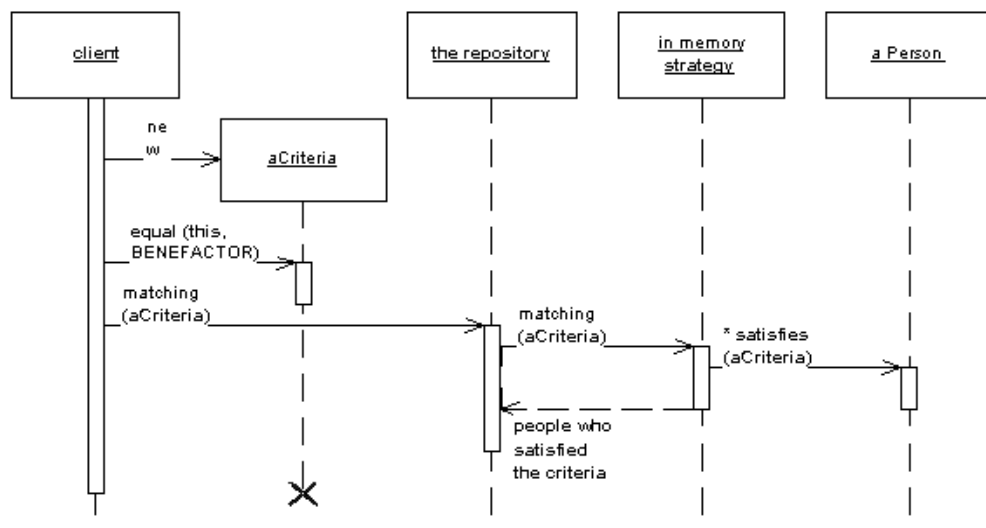 client
the repository
in memory
strategy
a Person
ne
w
aCriteria
equal (this,
BENEFACTOR)
matching
(aCriteria)
matching
(aCriteria)
* satisfies
(aCriteria)
people who
satisfied
the criteria